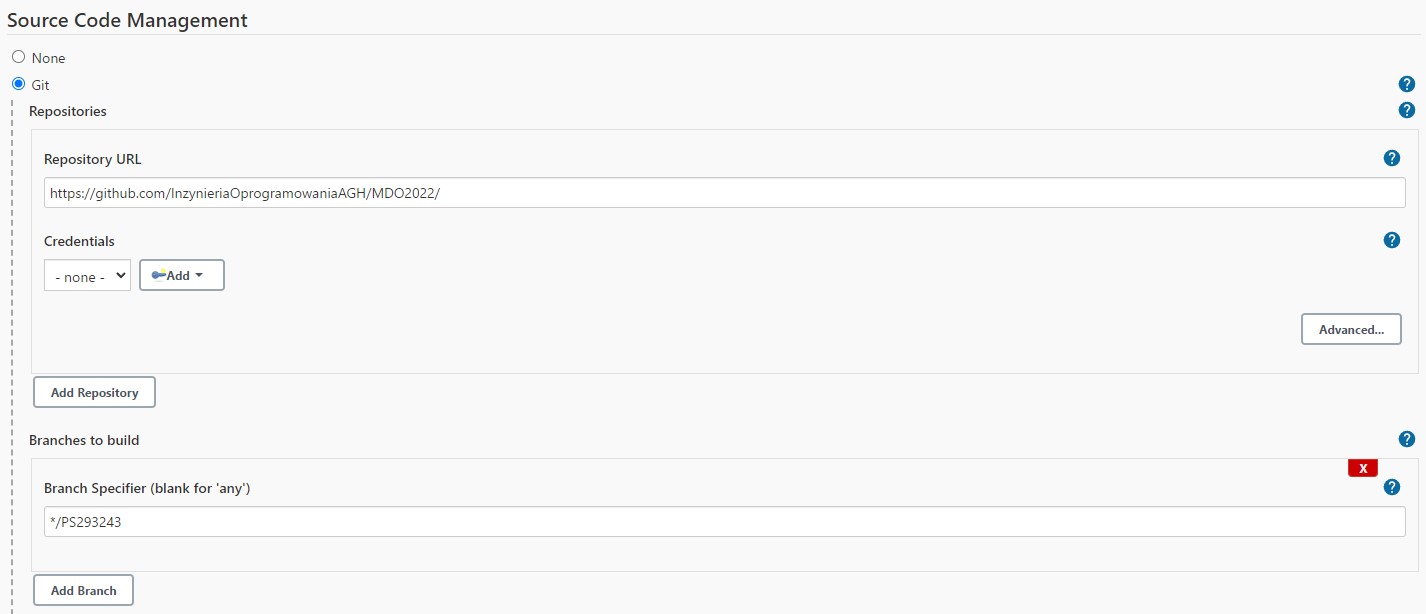 Source Code Management
None
Git
?
Repositories
?
Repository URL
?
https://github.com/InzynieriaOprogramowaniaAGH/MDO2022/
Credentials
?
- none -
Add
Advanced...
Add Repository
Branches to build
?
X
Branch Specifier (blank for 'any')
?
*/PS293243
Add Branch